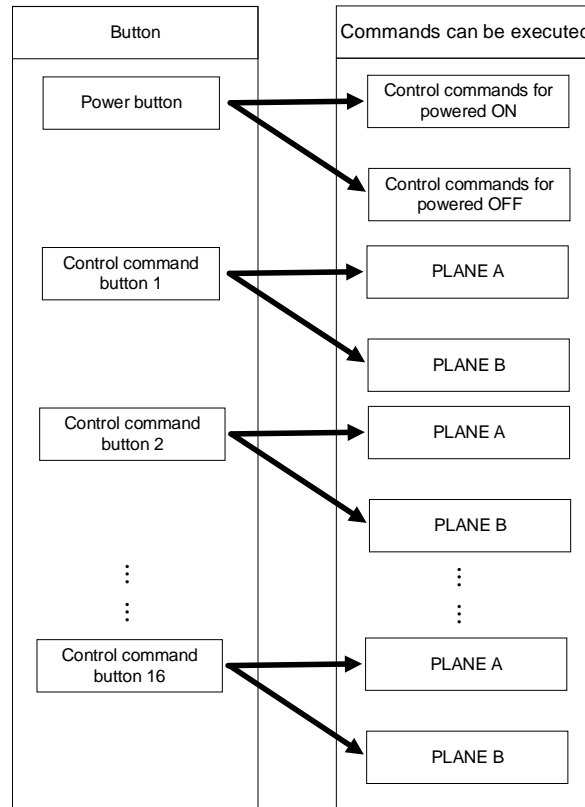 Button
Commands can be executed
Power button
Control commands for
powered ON
Control commands for
powered OFF
Control command
button 1
PLANE A
PLANE B
Control command
button 2
PLANE A
PLANE B
Control command
button 16
PLANE A
PLANE B